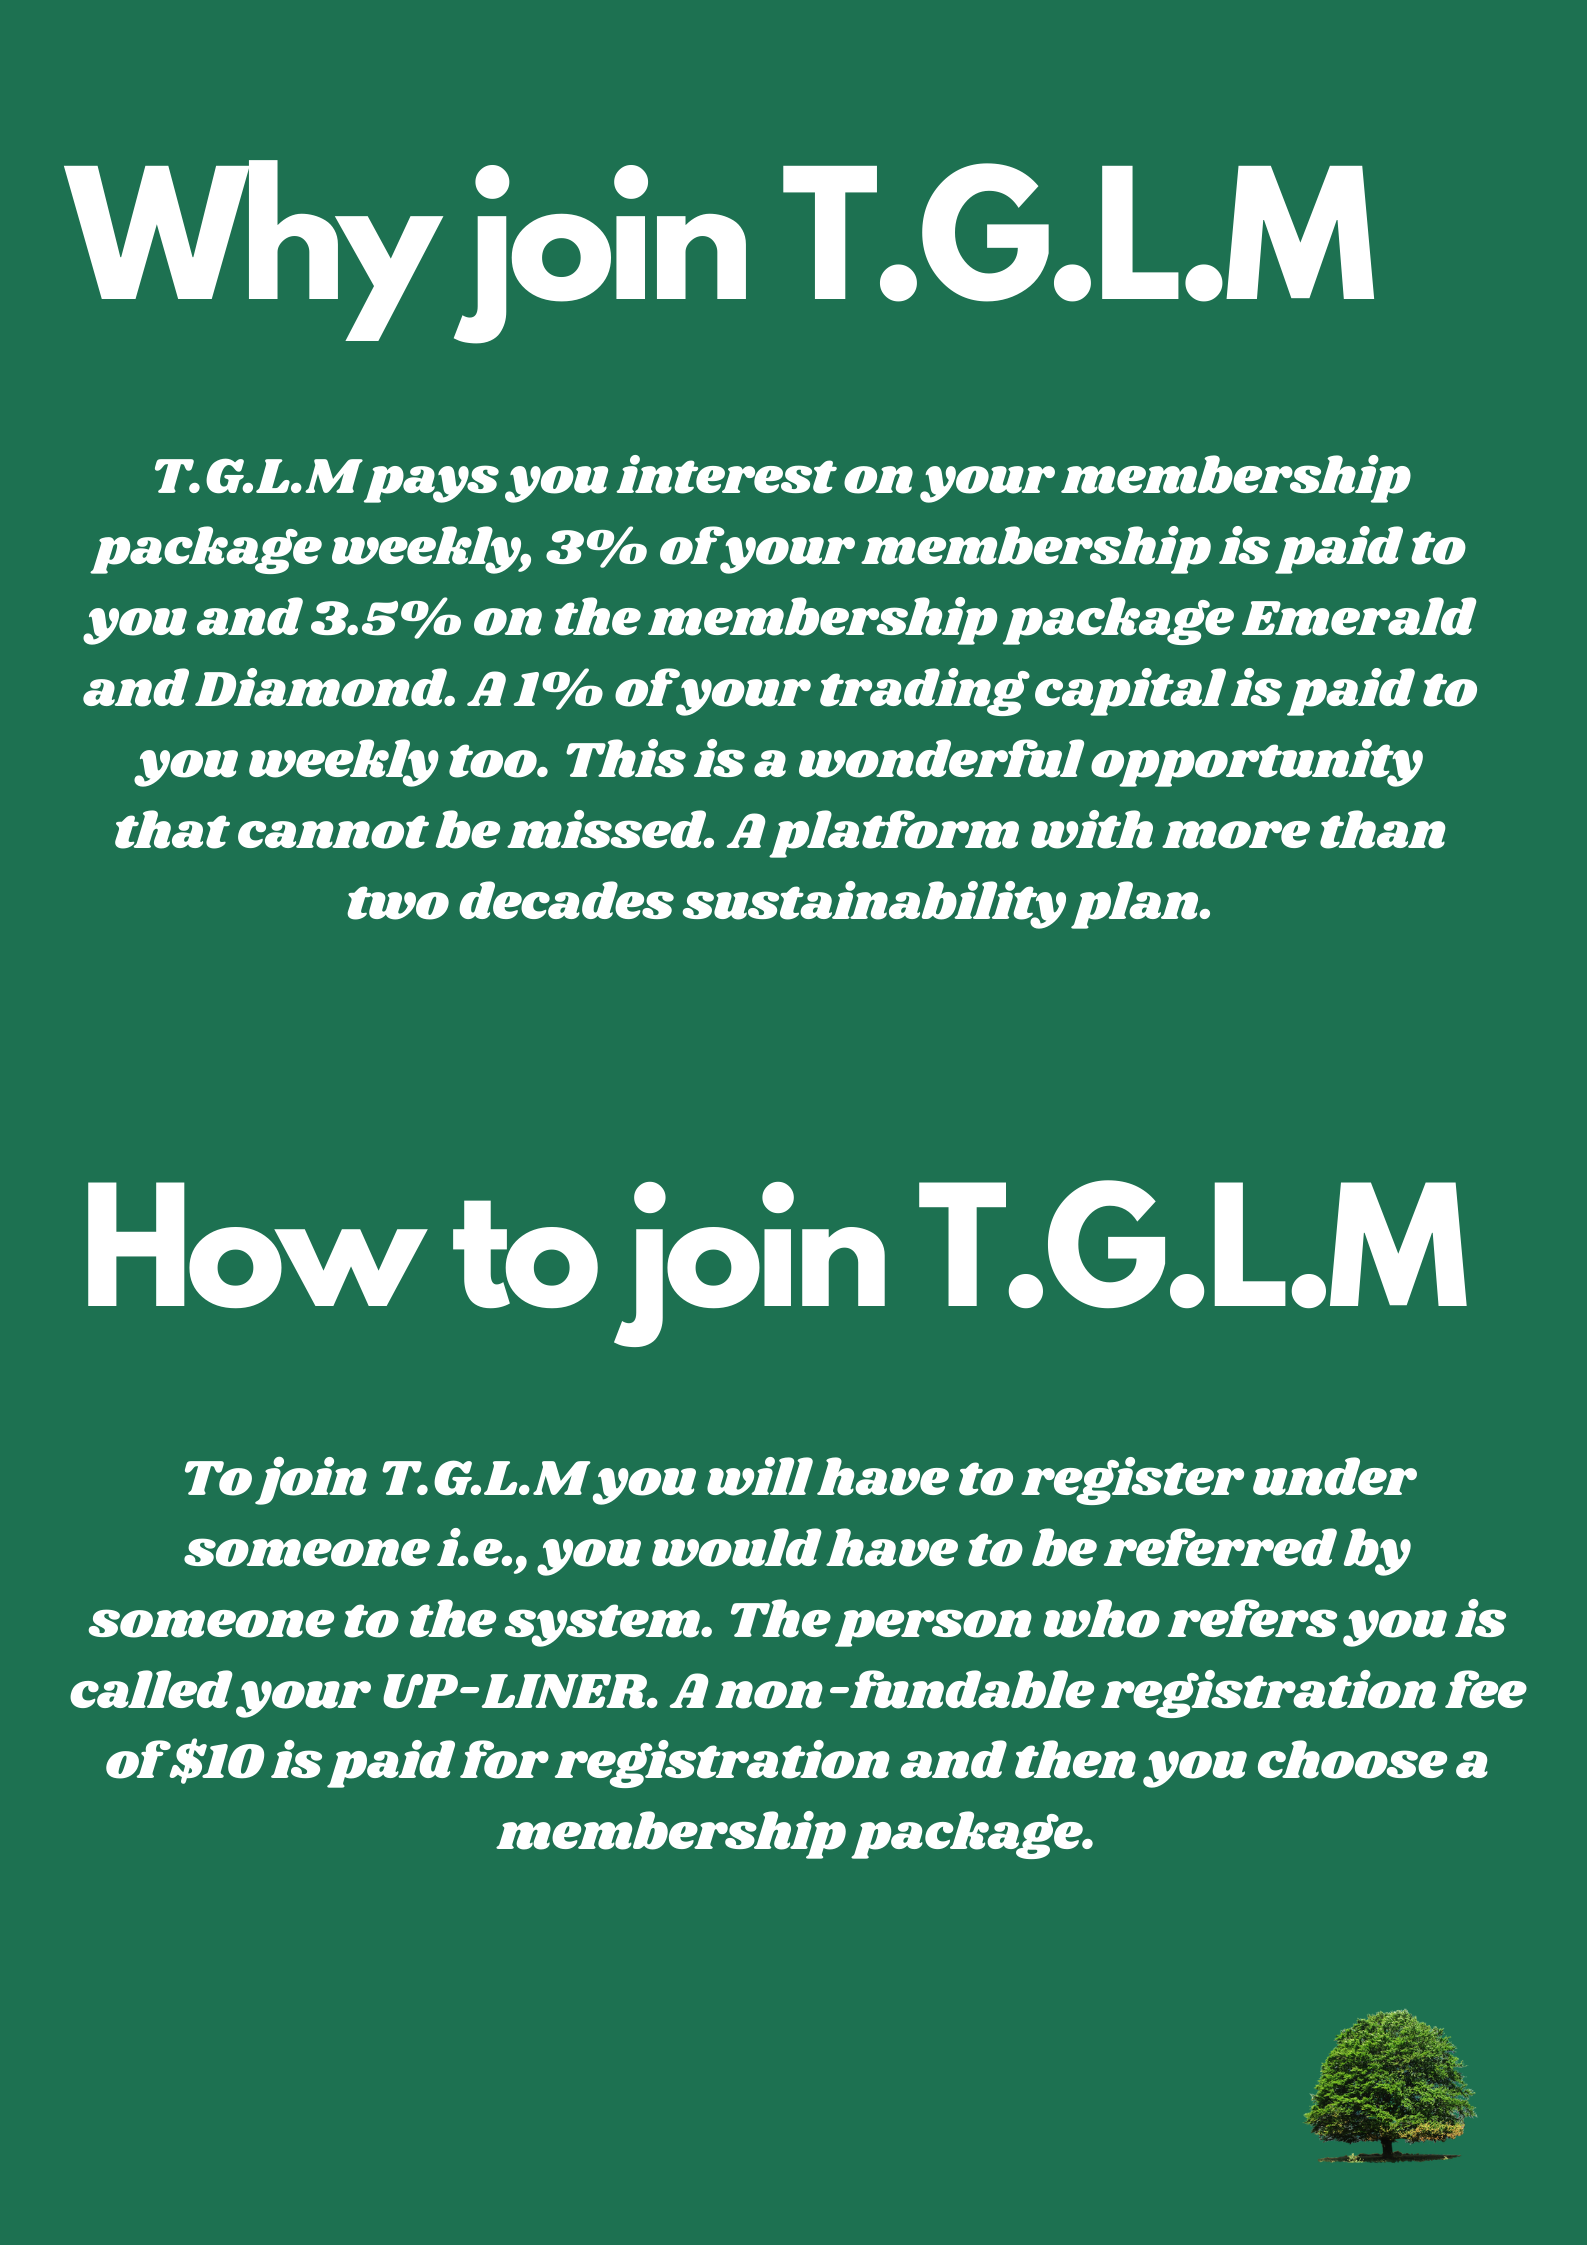 Why join T.G.L.M
T.G.L.M pays you interest on your membership
package weekly, 3% of your membership is paid to
you and 3.5% on the membership package Emerald
and Diamond. A 1% of your trading capital is paid to
you weekly too. This is a wonderful opportunity
that cannot be missed. A platform with more than
two decades sustainability plan.
How to join T.G.L.M
To join T.G.L.M you will have to register under
someone i.e., you would have to be referred by
someone to the system. The person who refers you is
called your UP-LINER. A non-fundable registration fee
of $10 is paid for registration and then you choose a
membership package.